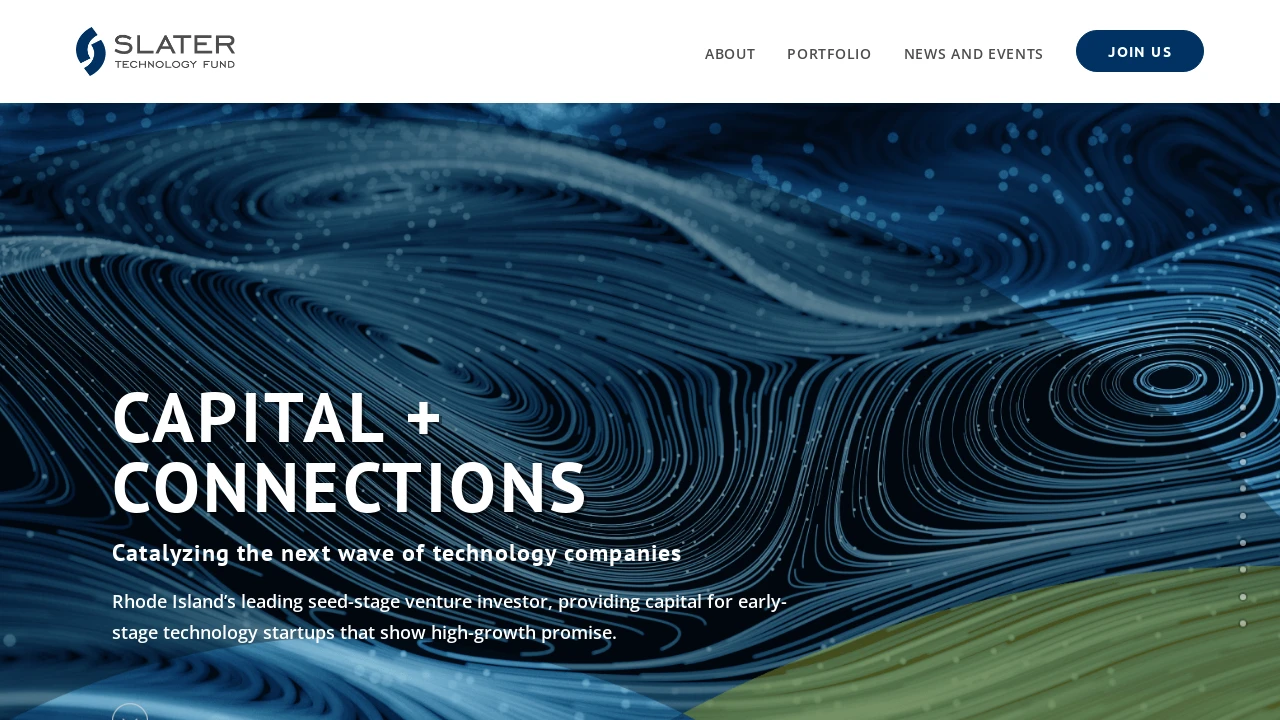 SLATER
TECHNOLOGY FUND
ABOUT
PORTFOLIO
NEWS AND EVENTS
JOIN US
CAPITAL +
CONNECTIONS
Catalyzing the next wave of technology companies
Rhode Island’s leading seed-stage venture investor, providing capital for early-
stage technology startups that show high-growth promise.